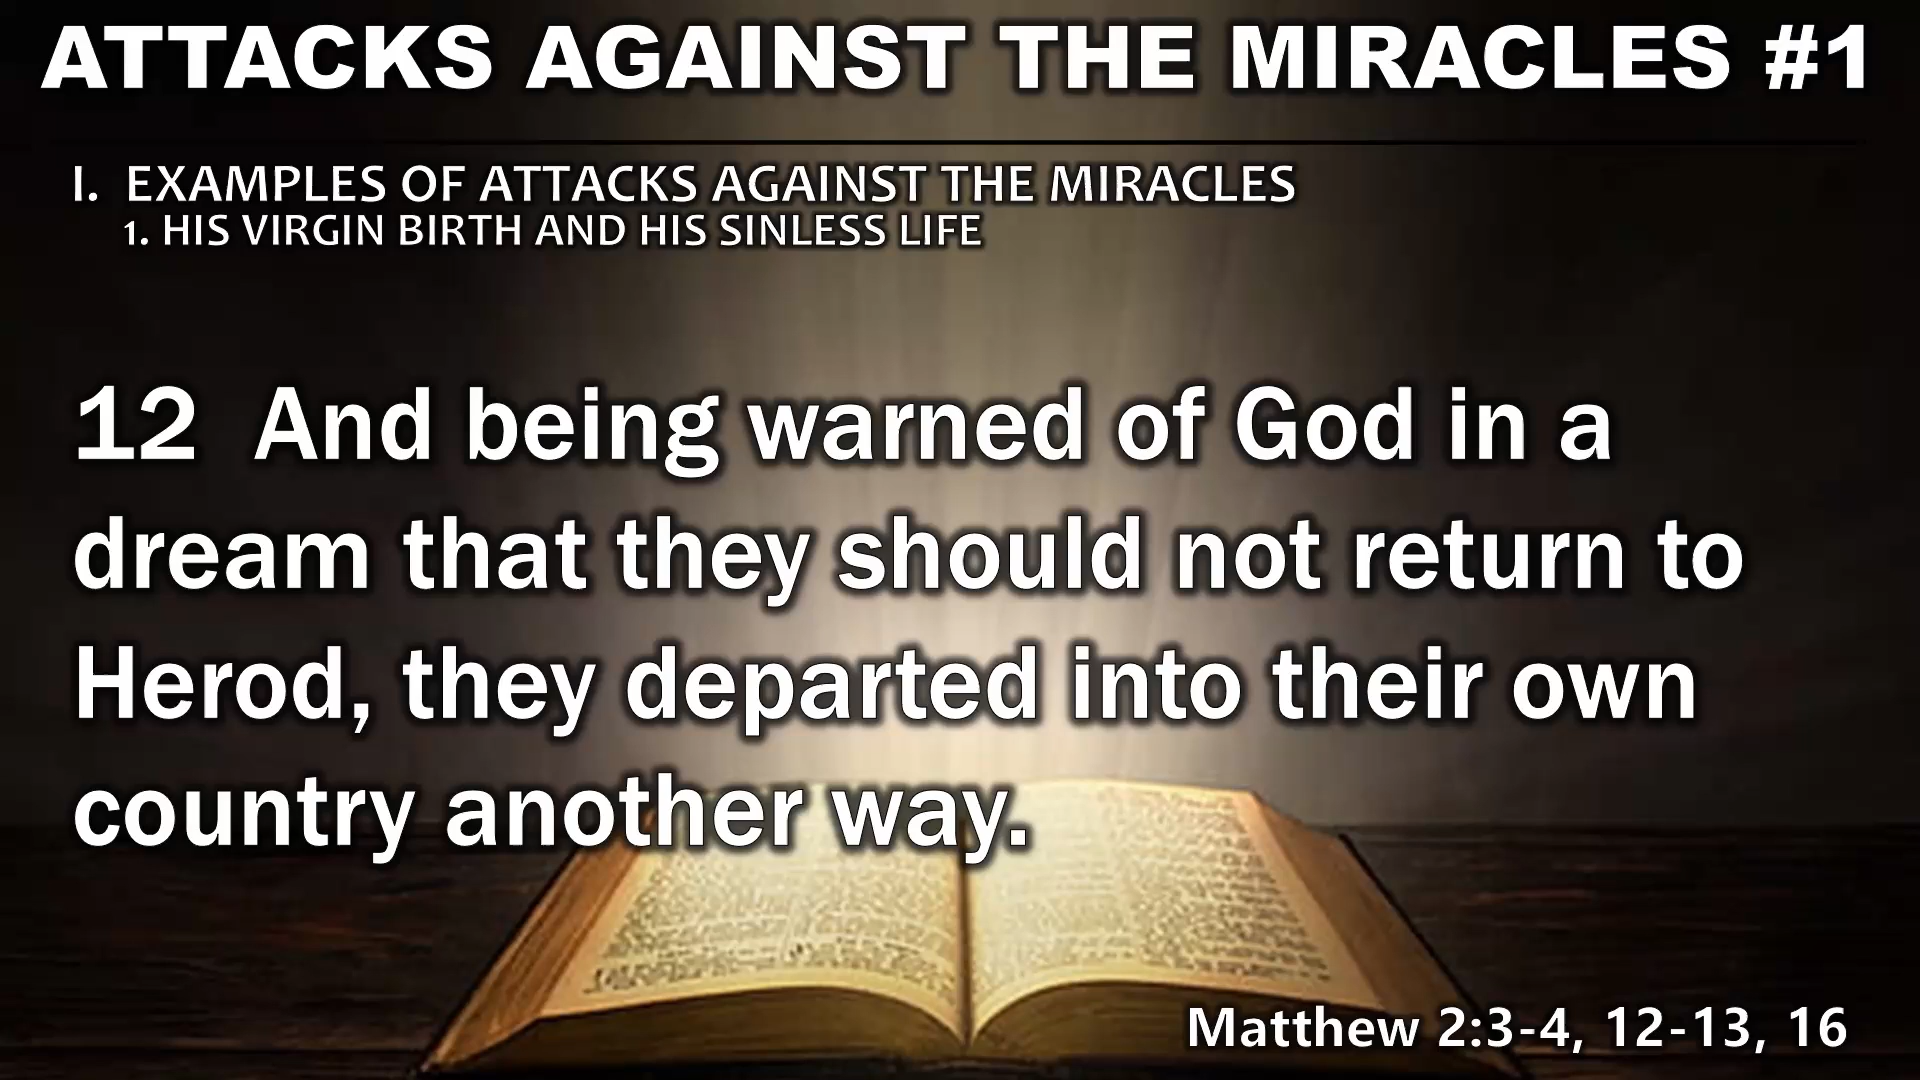 ATTACKS AGAINST THE MIRACLES #1
I. EXAMPLES OF ATTACKS AGAINST THE MIRACLES
1. HIS VIRGIN BIRTH AND HIS SINLESS LIFE
12 And being warned of God in a
dream that they should not return to
Herod, they departed into their own
country another way.
Matthew 2:3-4, 12-13, 16